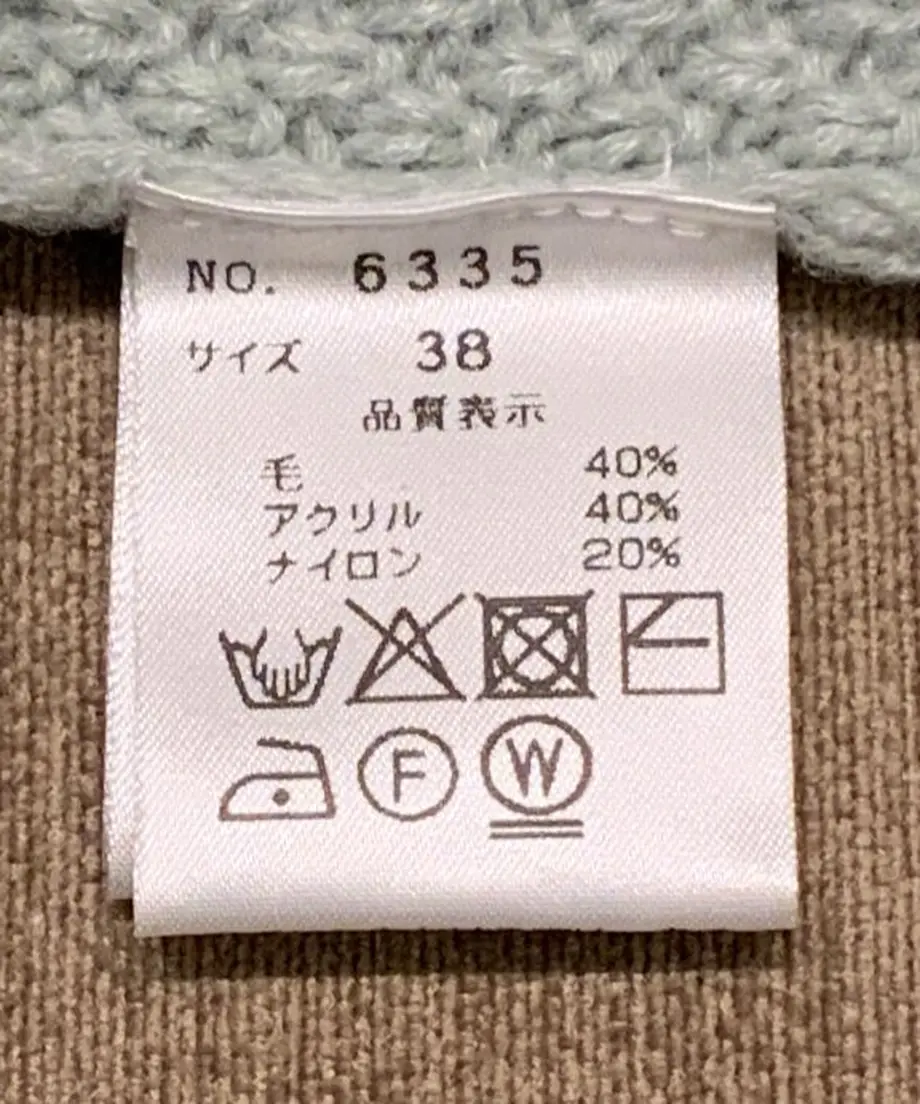 NO. 6335
サイズ 38
品質表示
毛 40%
アクリル 40%
ナイロン 20%
F W